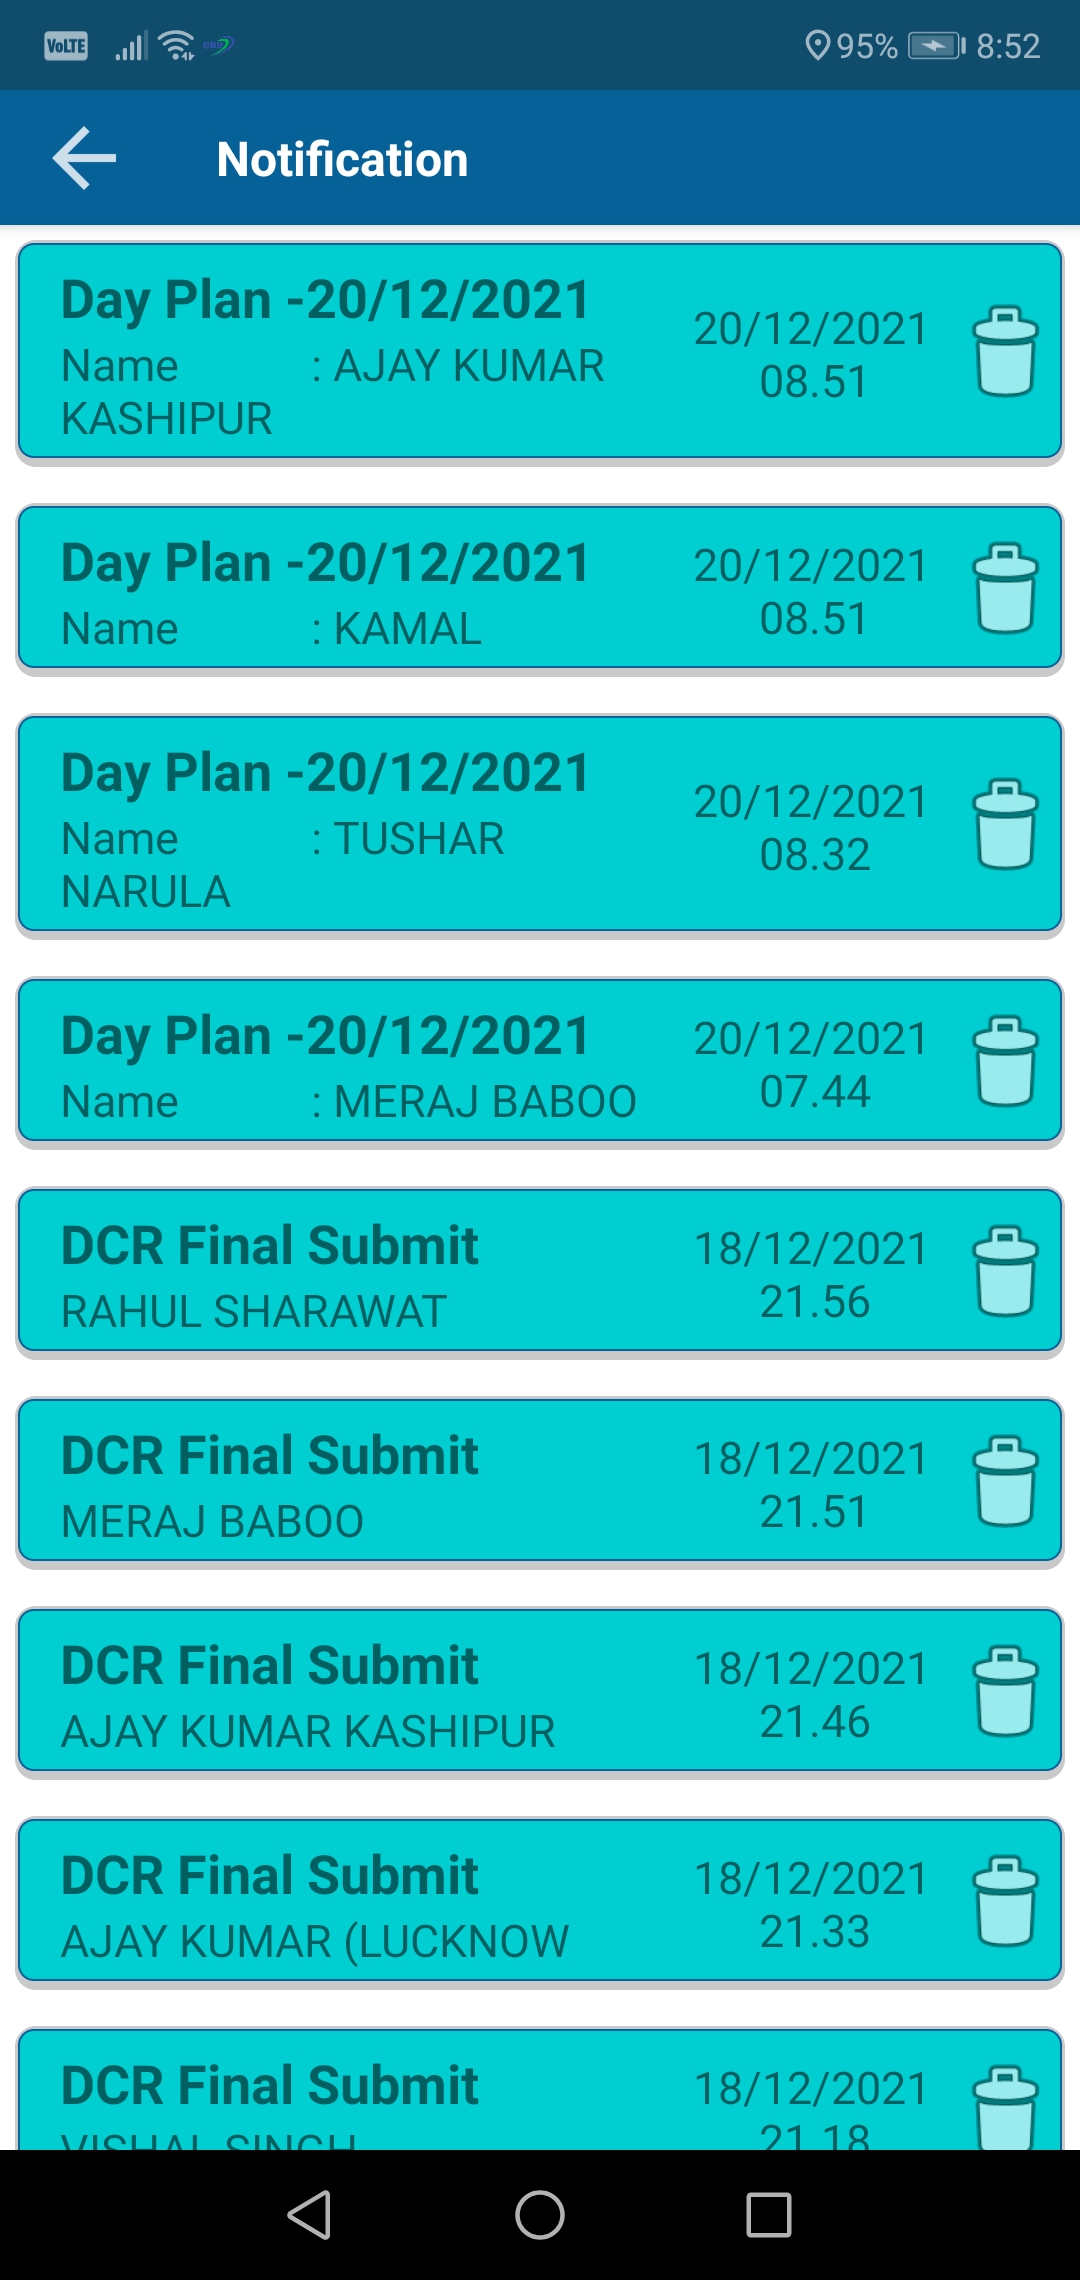 VoLTE
95% 8:52
Notification
Day Plan -20/12/2021
Name : AJAY KUMAR
KASHIPUR
20/12/2021
08.51
Day Plan -20/12/2021
Name : KAMAL
20/12/2021
08.51
Day Plan -20/12/2021
Name : TUSHAR
NARULA
20/12/2021
08.32
Day Plan -20/12/2021
Name : MERAJ BABOO
20/12/2021
07.44
DCR Final Submit
RAHUL SHARAWAT
18/12/2021
21.56
DCR Final Submit
MERAJ BABOO
18/12/2021
21.51
DCR Final Submit
AJAY KUMAR KASHIPUR
18/12/2021
21.46
DCR Final Submit
AJAY KUMAR (LUCKNOW
18/12/2021
21.33
DCR Final Submit
VISHAL SINGH
18/12/2021
21.18